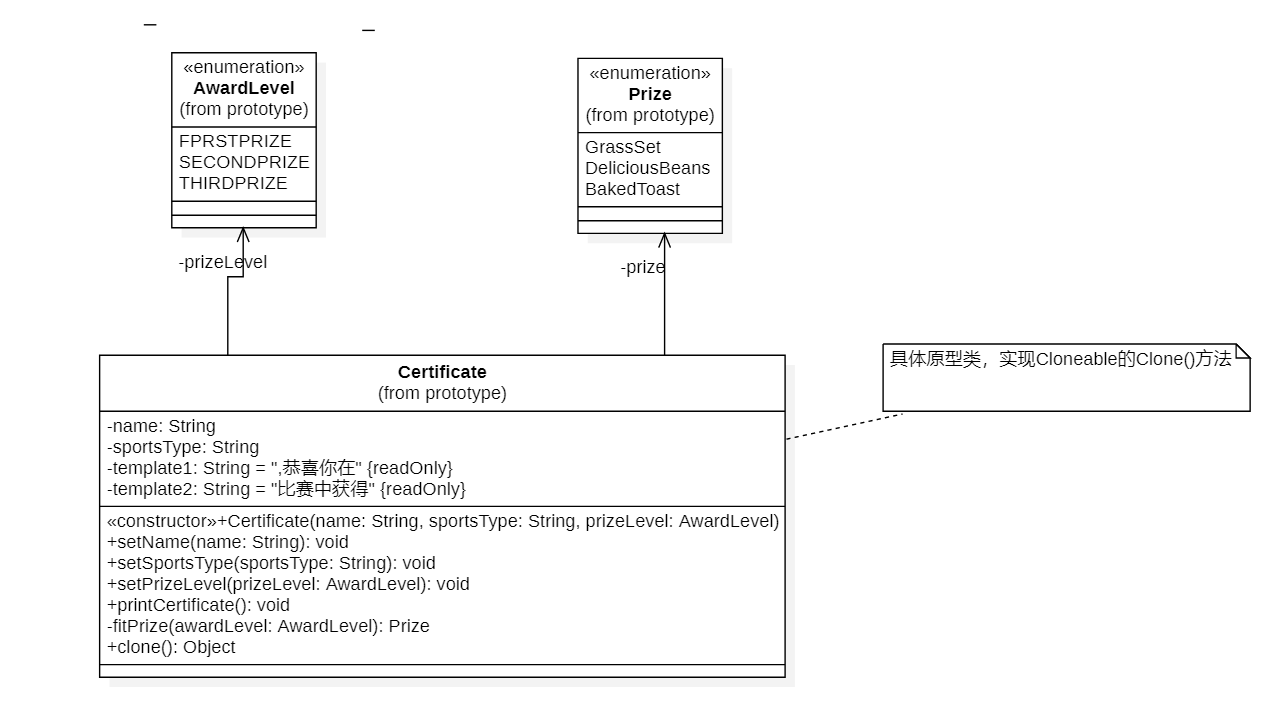 «enumeration»
AwardLevel
(from prototype)
FPRSTPRIZE
SECONDPRIZE
THIRDPRIZE
«enumeration»
Prize
(from prototype)
GrassSet
DeliciousBeans
BakedToast
-prizeLevel
-prize
Certificate
(from prototype)
-name: String
-sportsType: String
-template1: String = ",恭喜你在" {readOnly}
-template2: String = "比赛中获得" {readOnly}
«constructor»+Certificate(name: String, sportsType: String, prizeLevel: AwardLevel)
+setName(name: String): void
+setSportsType(sportsType: String): void
+setPrizeLevel(prizeLevel: AwardLevel): void
+printCertificate(): void
-fitPrize(awardLevel: AwardLevel): Prize
+clone(): Object
具体原型类，实现Cloneable的Clone()方法